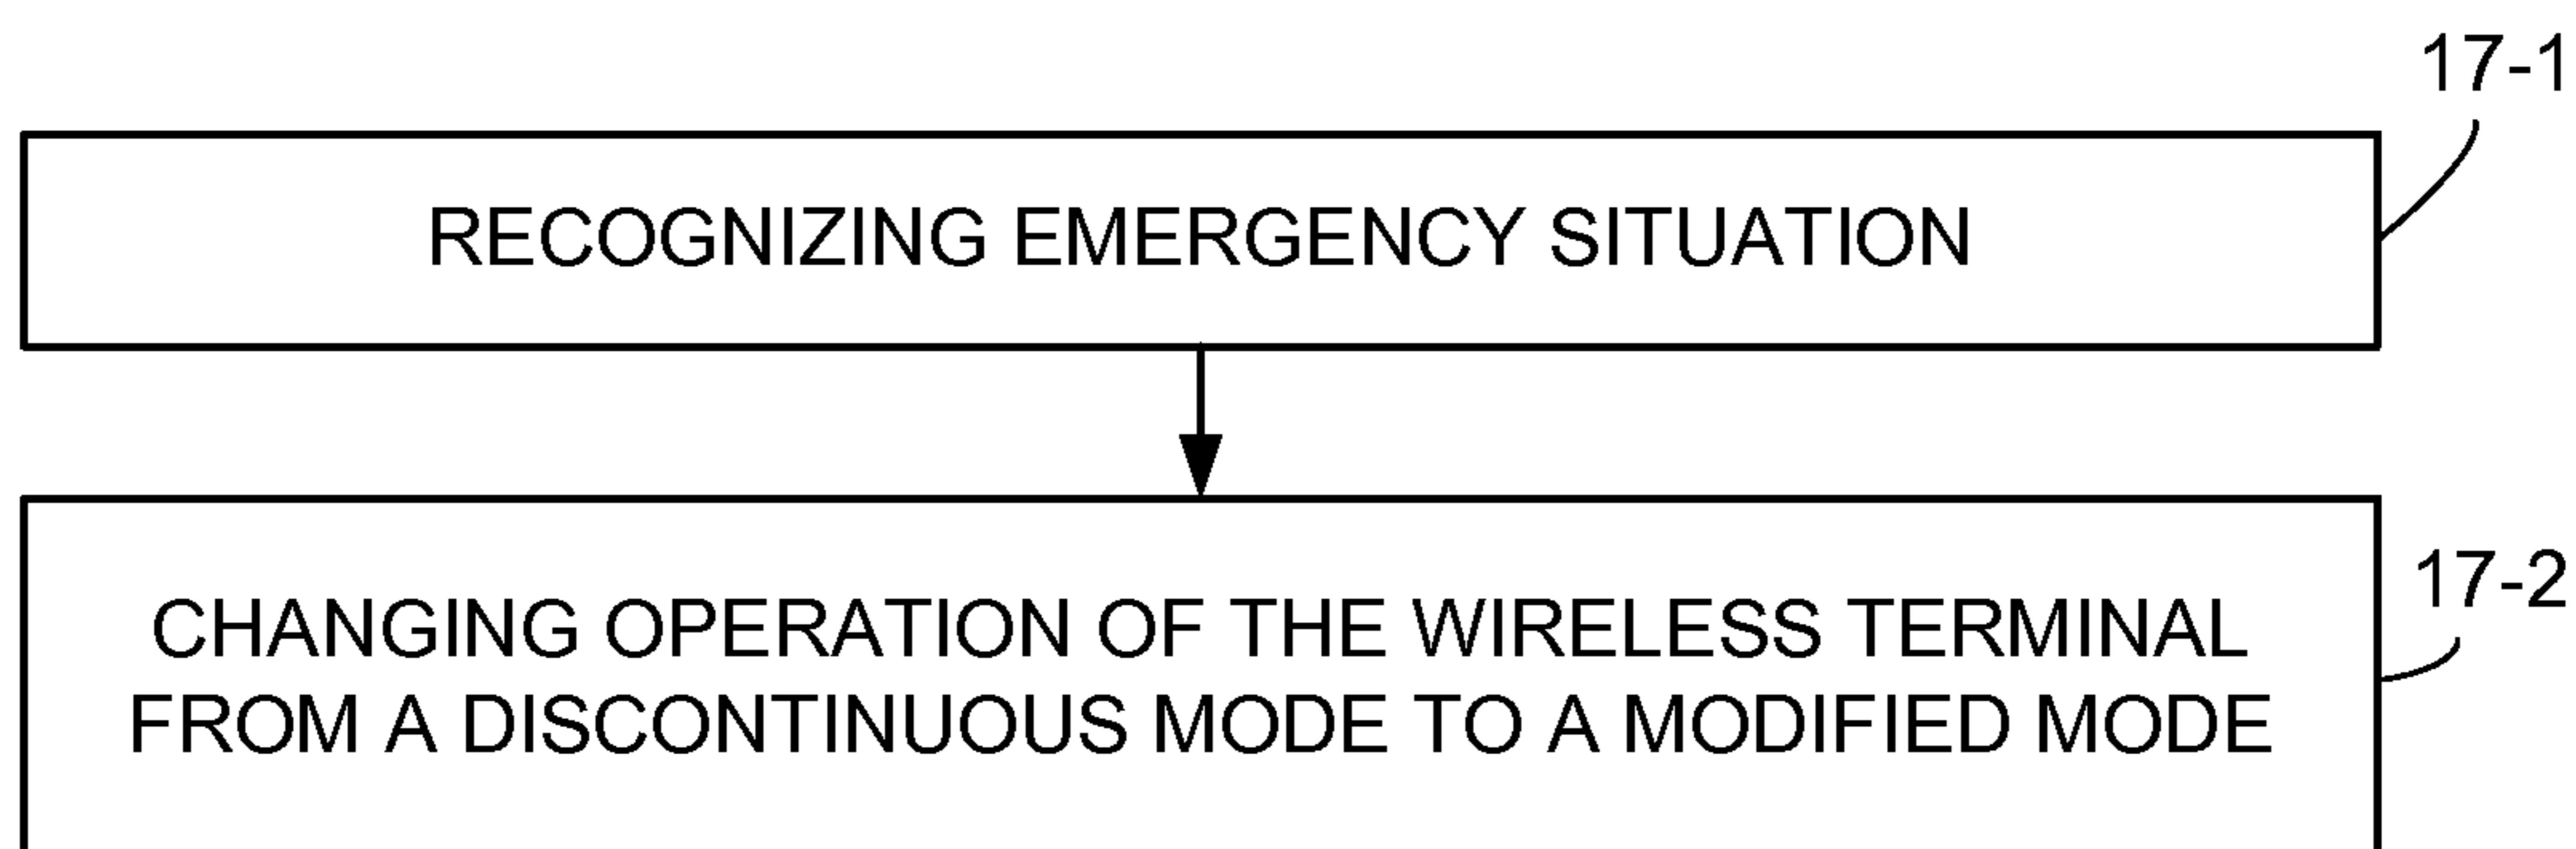 17-1
RECOGNIZING EMERGENCY SITUATION
17-2
CHANGING OPERATION OF THE WIRELESS TERMINAL
FROM A DISCONTINUOUS MODE TO A MODIFIED MODE